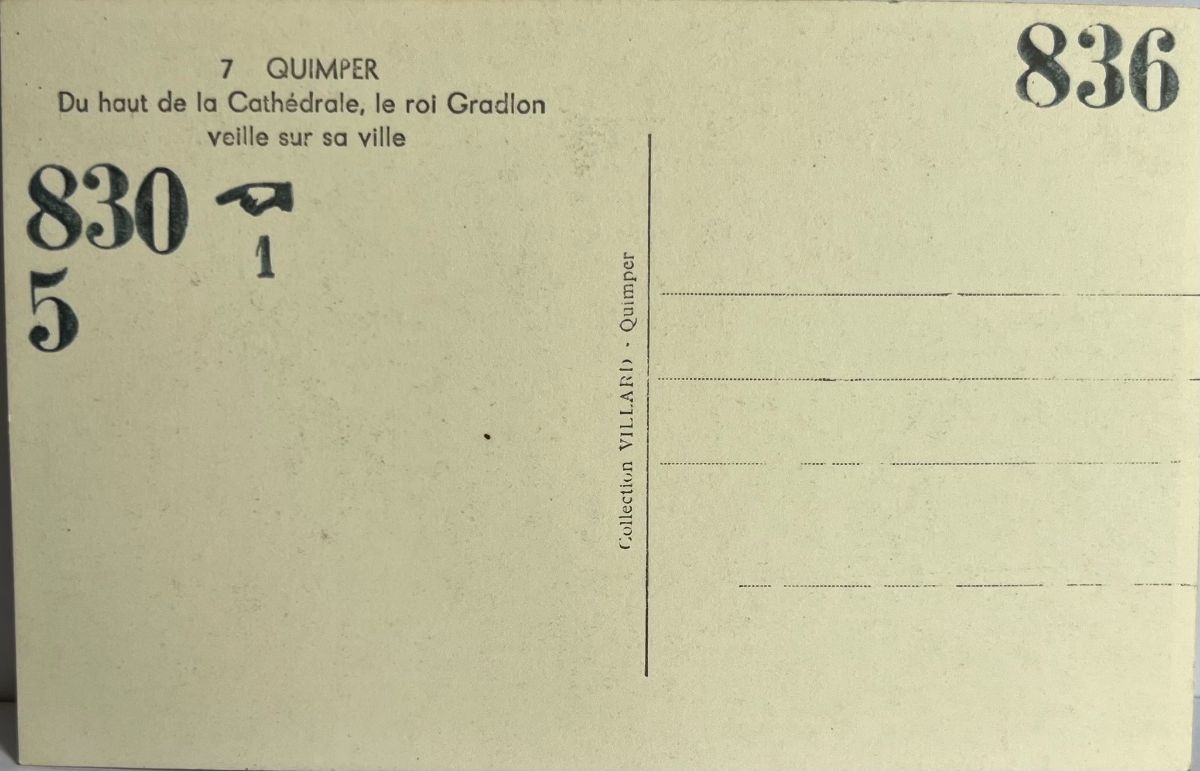 7 QUIMPER
Du haut de la Cathédrale, le roi Gradlon
veille sur sa ville
830
1
5
836
Collection VILLARD - Quimper